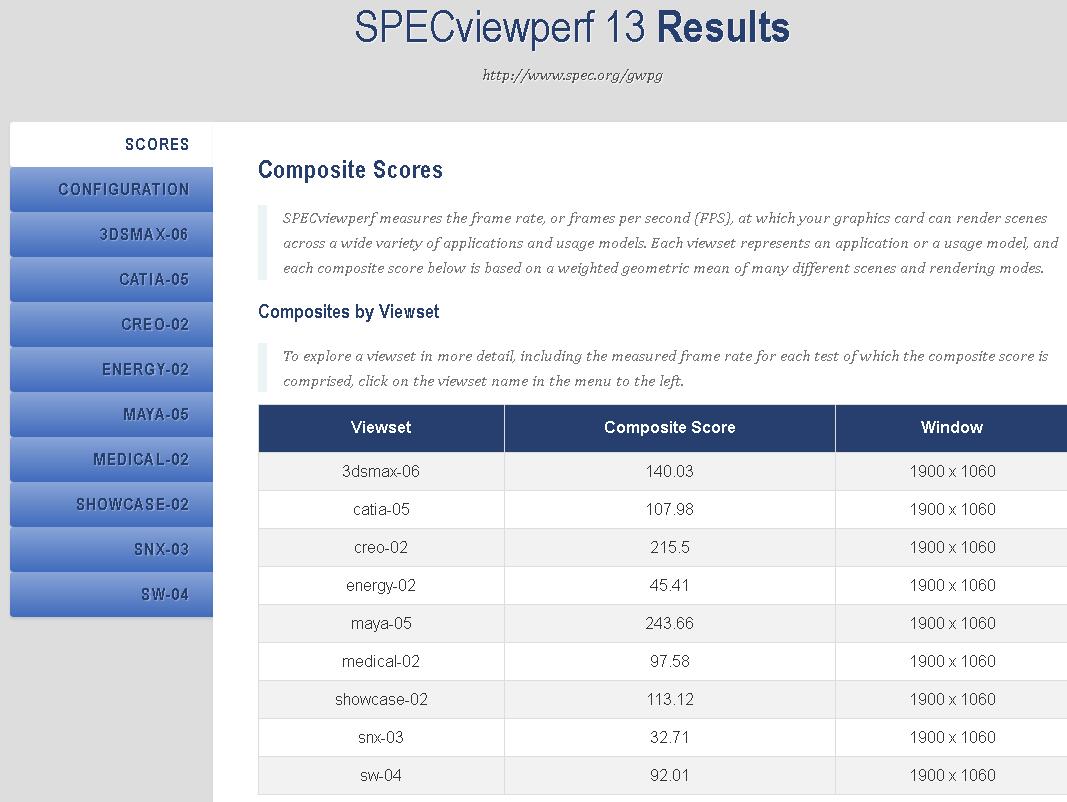 SPECviewperf 13 Results
http://www.spec.org/gwpg
SCORES
CONFIGURATION
3DSMAX-06
CATIA-05
CREO-02
ENERGY-02
MAYA-05
MEDICAL-02
SHOWCASE-02
SNX-03
SW-04
Composite Scores
SPECviewperf measures the frame rate, or frames per second (FPS), at which your graphics card can render scenes
across a wide variety of applications and usage models. Each viewset represents an application or a usage model, and
each composite score below is based on a weighted geometric mean of many different scenes and rendering modes.
Composites by Viewset
To explore a viewset in more detail, including the measured frame rate for each test of which the composite score is
comprised, click on the viewset name in the menu to the left.
Viewset Composite Score Window
3dsmax-06 140.03 1900 x 1060
catia-05 107.98 1900 x 1060
creo-02 215.5 1900 x 1060
energy-02 45.41 1900 x 1060
maya-05 243.66 1900 x 1060
medical-02 97.58 1900 x 1060
showcase-02 113.12 1900 x 1060
snx-03 32.71 1900 x 1060
sw-04 92.01 1900 x 1060